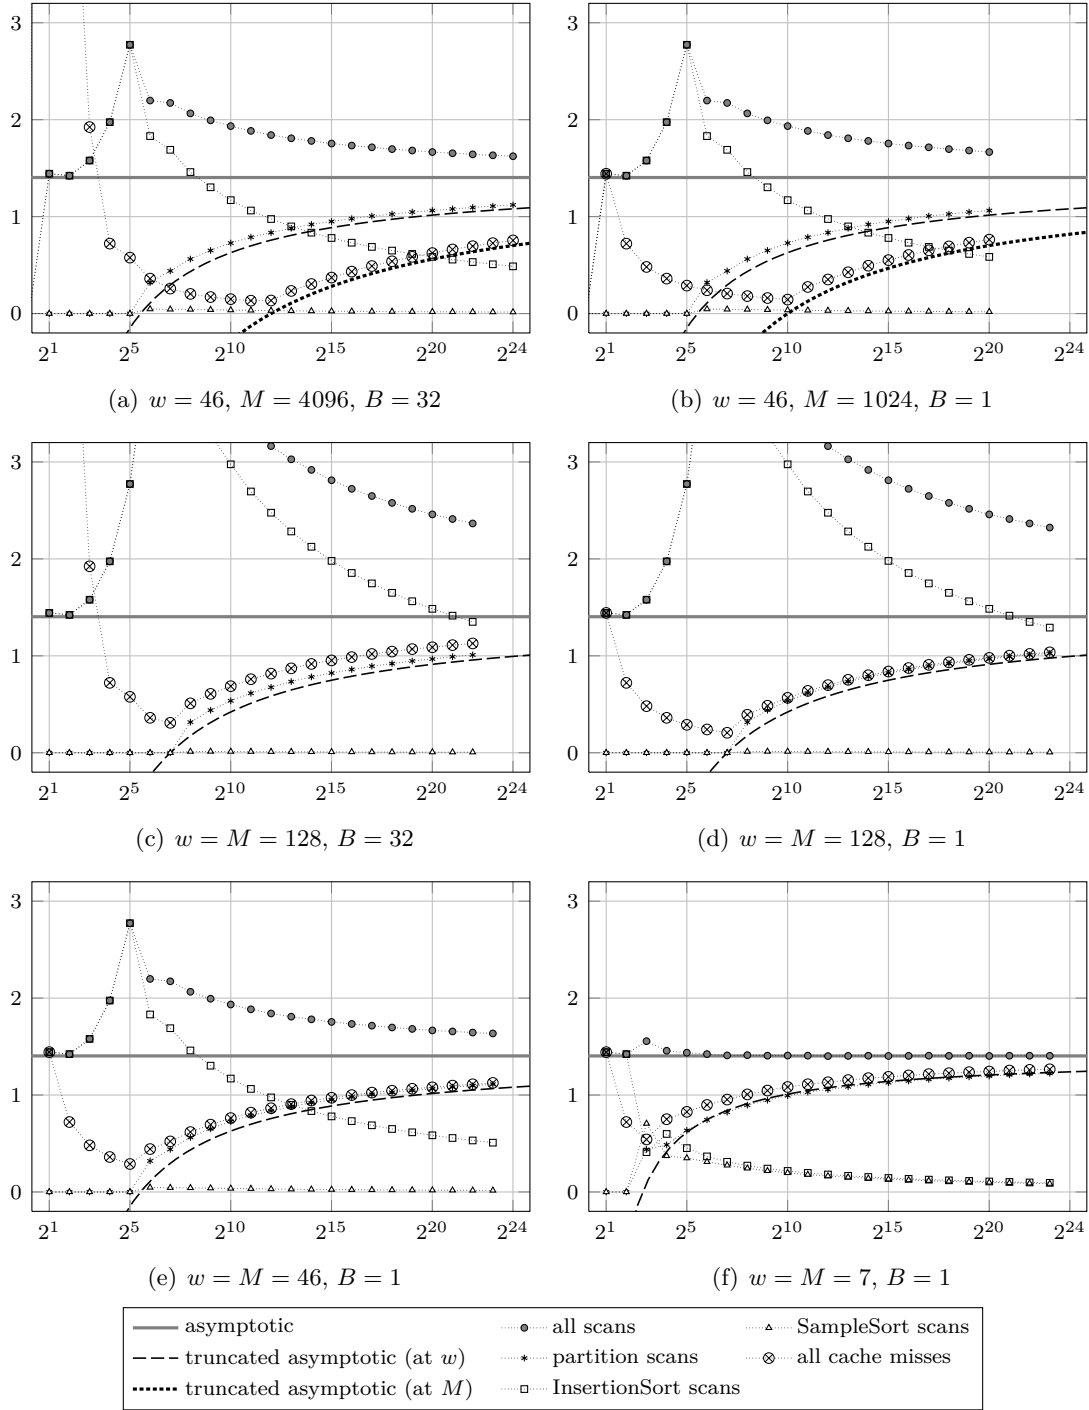 3
2
1
0
2^1 2^5 2^10 2^15 2^20 2^24
(a) w = 46, M = 4096, B = 32
3
2
1
0
2^1 2^5 2^10 2^15 2^20 2^24
(b) w = 46, M = 1024, B = 1
3
2
1
0
2^1 2^5 2^10 2^15 2^20 2^24
(c) w = M = 128, B = 32
3
2
1
0
2^1 2^5 2^10 2^15 2^20 2^24
(d) w = M = 128, B = 1
3
2
1
0
2^1 2^5 2^10 2^15 2^20 2^24
(e) w = M = 46, B = 1
3
2
1
0
2^1 2^5 2^10 2^15 2^20 2^24
(f) w = M = 7, B = 1
asymptotic
truncated asymptotic (at w)
truncated asymptotic (at M)
all scans
partition scans
InsertionSort scans
SampleSort scans
all cache misses